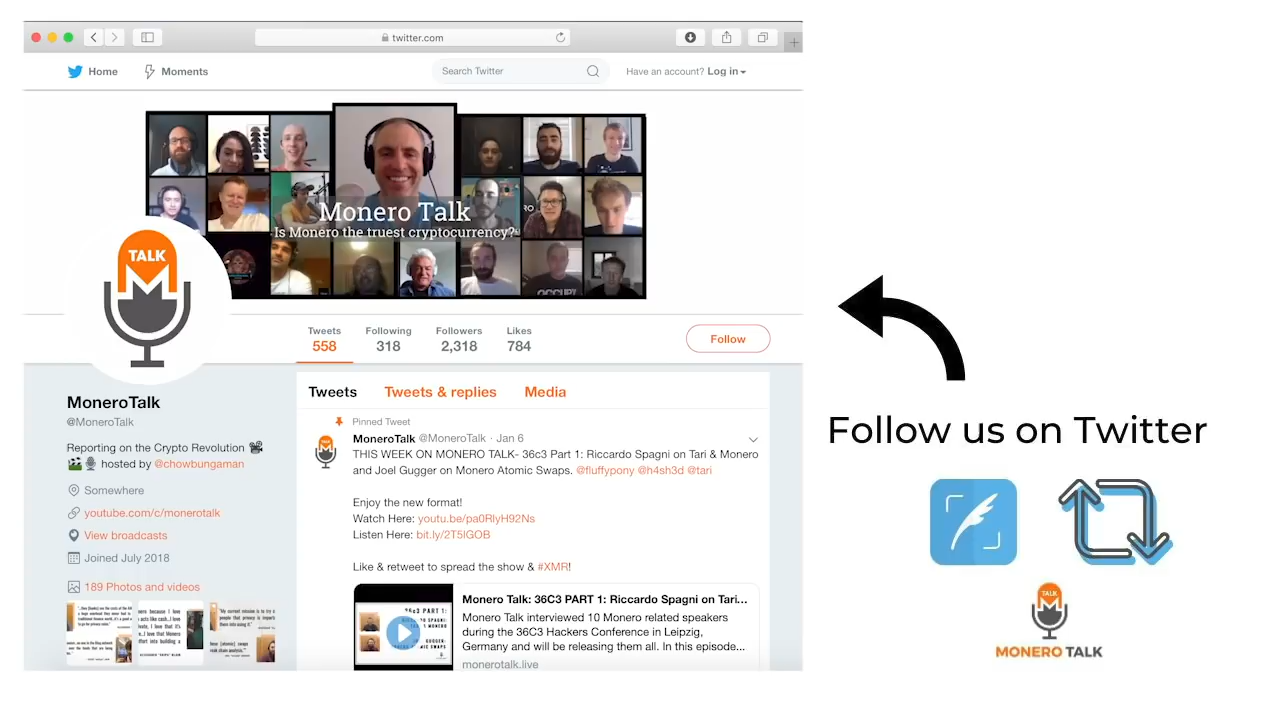 twitter.com
Home
Moments
Search Twitter
Have an account? Log in
Monero Talk
Is Monero the truest cryptocurrency?
TALK
Tweets
Following
Followers
Likes
558
318
2,318
784
Follow
MoneroTalk
@MoneroTalk
Reporting on the Crypto Revolution
hosted by @chowbungaman
Somewhere
youtube.com/c/monerotalk
View broadcasts
Joined July 2018
189 Photos and videos
Tweets
Tweets & replies
Media
Pinned Tweet
MoneroTalk @MoneroTalk · Jan 6
THIS WEEK ON MONERO TALK- 36c3 Part 1: Riccardo Spagni on Tari & Monero
and Joel Gugger on Monero Atomic Swaps. @fluffypony @h4sh3d @tari
Enjoy the new format!
Watch Here: youtu.be/pa0RlyH92Ns
Listen Here: bit.ly/2T5IGOB
Like & retweet to spread the show & #XMR!
Monero Talk: 36C3 PART 1: Riccardo Spagni on Tari...
Monero Talk interviewed 10 Monero related speakers
during the 36C3 Hackers Conference in Leipzig,
Germany and will be releasing them all. In this episode...
monerotalk.live
Follow us on Twitter
TALK
MONERO TALK